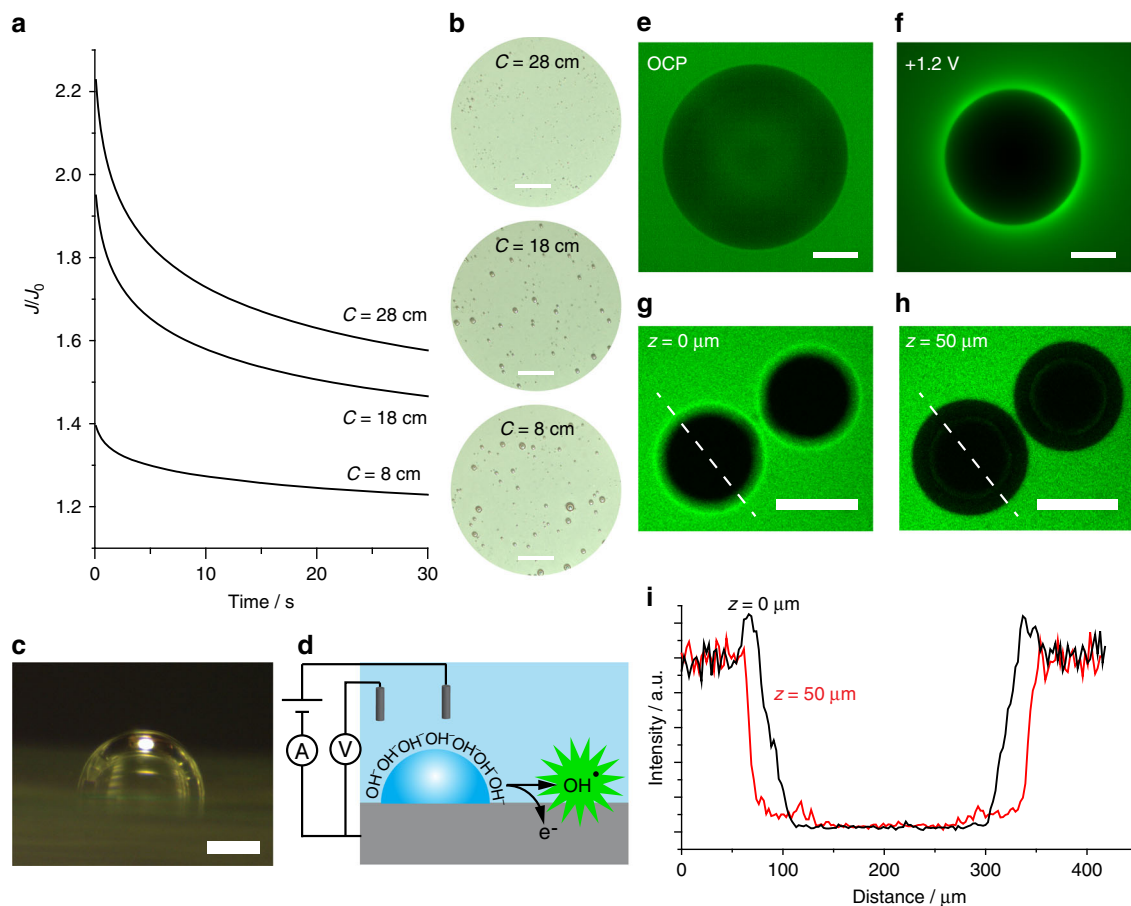 a
2.2
2.0
1.8
1.6
1.4
1.2
J/J0
C = 28 cm
C = 18 cm
C = 8 cm
0
10
20
30
Time / s
b
C = 28 cm
C = 18 cm
C = 8 cm
e
OCP
f
+1.2 V
g
z = 0 μm
h
z = 50 μm
c
d
A
V
OH⁻OH⁻OH⁻OH⁻OH⁻OH⁻OH⁻
OH•
e-
i
z = 0 μm
z = 50 μm
Intensity / a.u.
0
100
200
300
400
Distance / μm